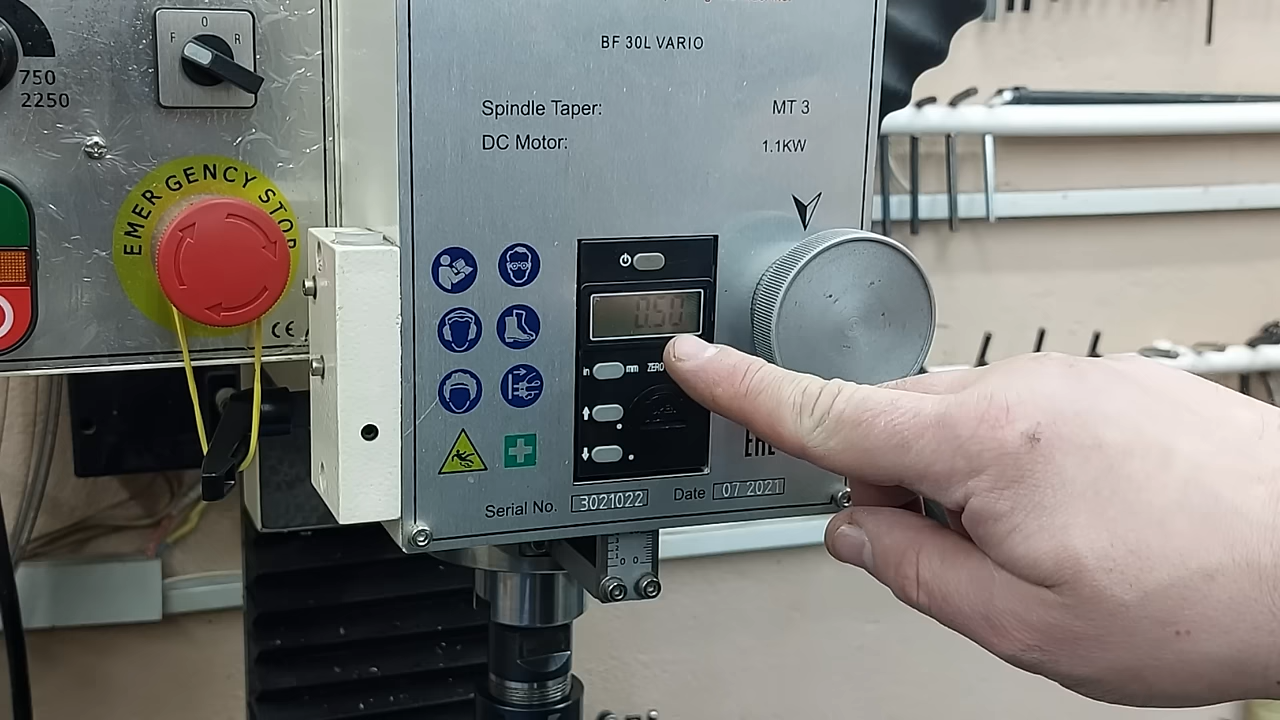 BF 30L VARIO
O
F R
750
2250
Spindle Taper: MT 3
DC Motor: 1.1KW
EMERGENCY STOP
CE
0.50
in mm ZERO
EAC
Serial No. 3021022 Date 07 2021